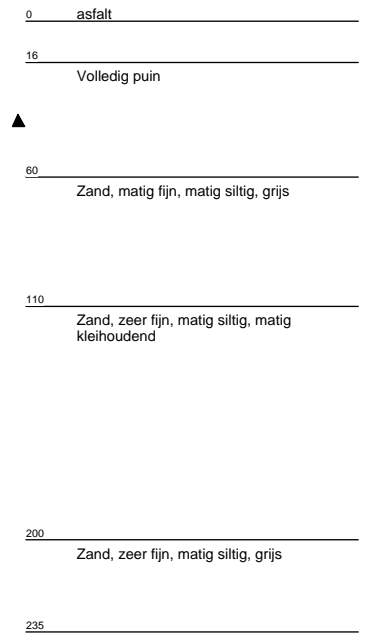 0 asfalt
16
Volledig puin
60
Zand, matig fijn, matig siltig, grijs
110
Zand, zeer fijn, matig siltig, matig
kleihoudend
200
Zand, zeer fijn, matig siltig, grijs
235